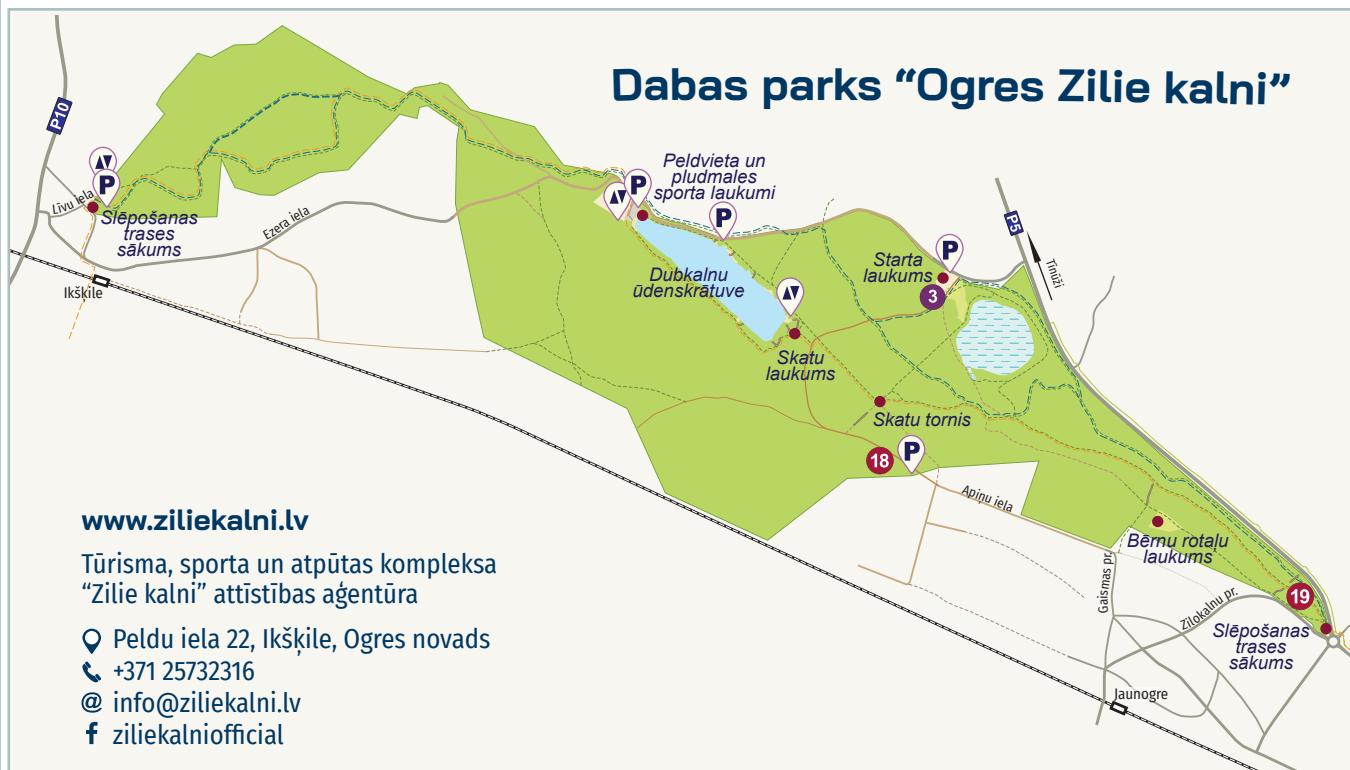 Dabas parks “Ogres Zilie kalni”
P10
P
Līvu iela
Slēpošanas
trases
sākums
Ezera iela
Ikšķile
P
Peldvieta un
pludmales
sporta laukumi
P
Dubkalnu
ūdenskrātuve
Skatu
laukums
Starta
laukums
P
3
P5
Tīnūži
Skatu tornis
18
P
Apiņu iela
Bērnu rotaļu
laukums
Gaismas pr.
Zilokalnu pr.
19
Slēpošanas
trases
sākums
Jaunogre
www.ziliekalni.lv
Tūrisma, sporta un atpūtas kompleksa
“Zilie kalni” attīstības aģentūra
Peldu iela 22, Ikšķile, Ogres novads
+371 25732316
@ info@ziliekalni.lv
f ziliekalniofficial